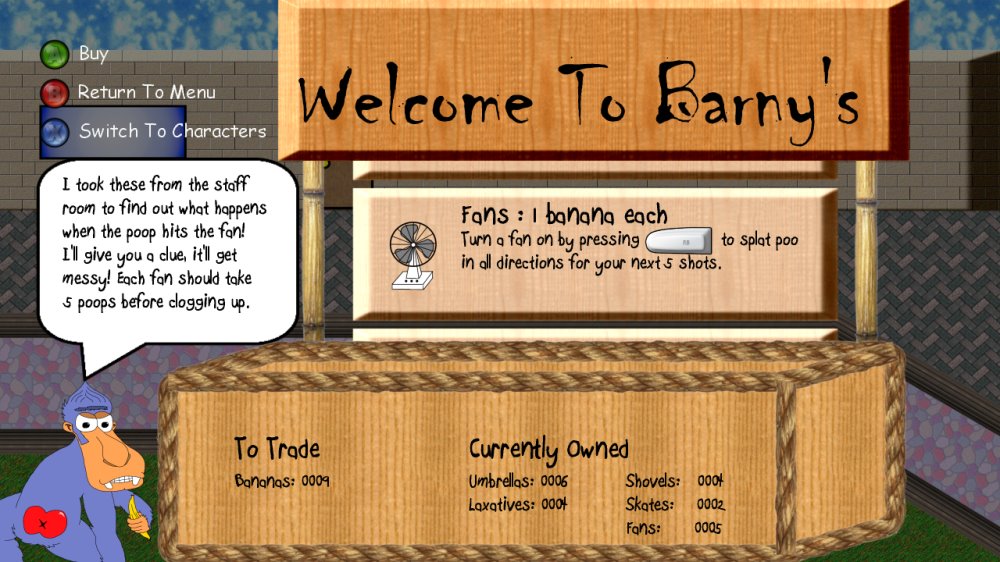 Buy
Return To Menu
Switch To Characters
Welcome To Barny's
I took these from the staff
room to find out what happens
when the poop hits the fan!
I'll give you a clue, it'll get
messy! Each fan should take
5 poops before clogging up.
Fans : 1 banana each
Turn a fan on by pressing RB to splat poo
in all directions for your next 5 shots.
To Trade
Bananas: 0009
Currently Owned
Umbrellas: 0006
Laxatives: 0004
Shovels: 0004
Skates: 0002
Fans: 0005